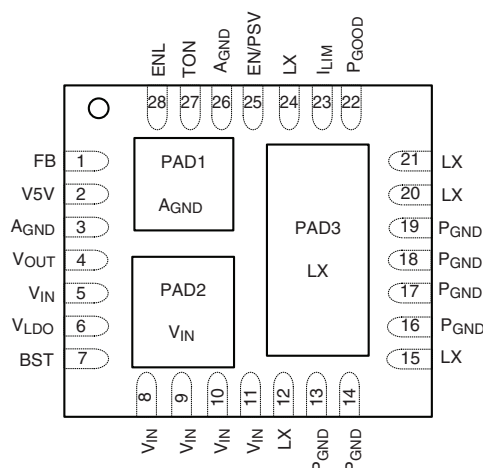 ENL TON AGND EN/PSV LX ILIM PGOOD
28 27 26 25 24 23 22
FB 1
V5V 2
AGND 3
VOUT 4
VIN 5
VLDO 6
BST 7
PAD1
AGND
PAD2
VIN
PAD3
LX
21 LX
20 LX
19 PGND
18 PGND
17 PGND
16 PGND
15 LX
8 9 10 11 12 13 14
VIN VIN VIN VIN LX PGND PGND